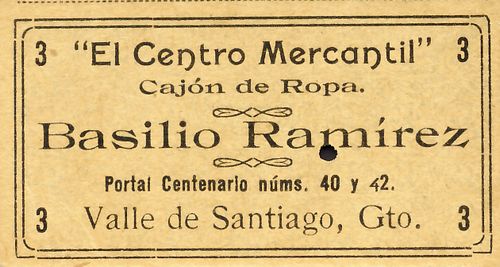 3 "El Centro Mercantil" 3
Cajón de Ropa.
Basilio Ramírez
Portal Centenario núms. 40 y 42.
3 Valle de Santiago, Gto. 3